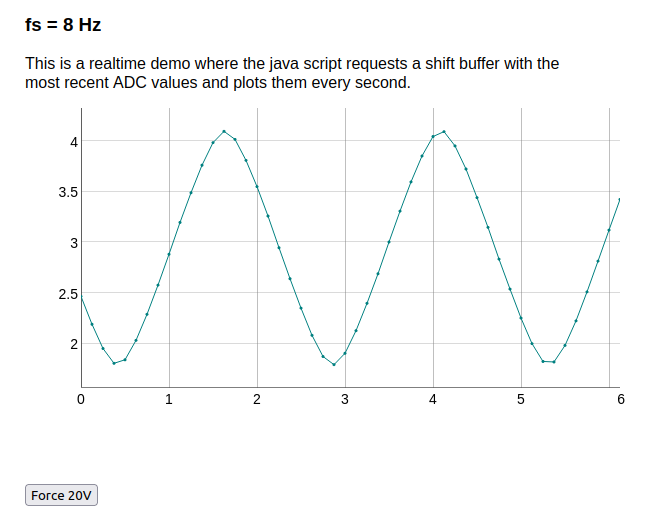 fs = 8 Hz
This is a realtime demo where the java script requests a shift buffer with the
most recent ADC values and plots them every second.
4
3.5
3
2.5
2
0 1 2 3 4 5 6
Force 20V